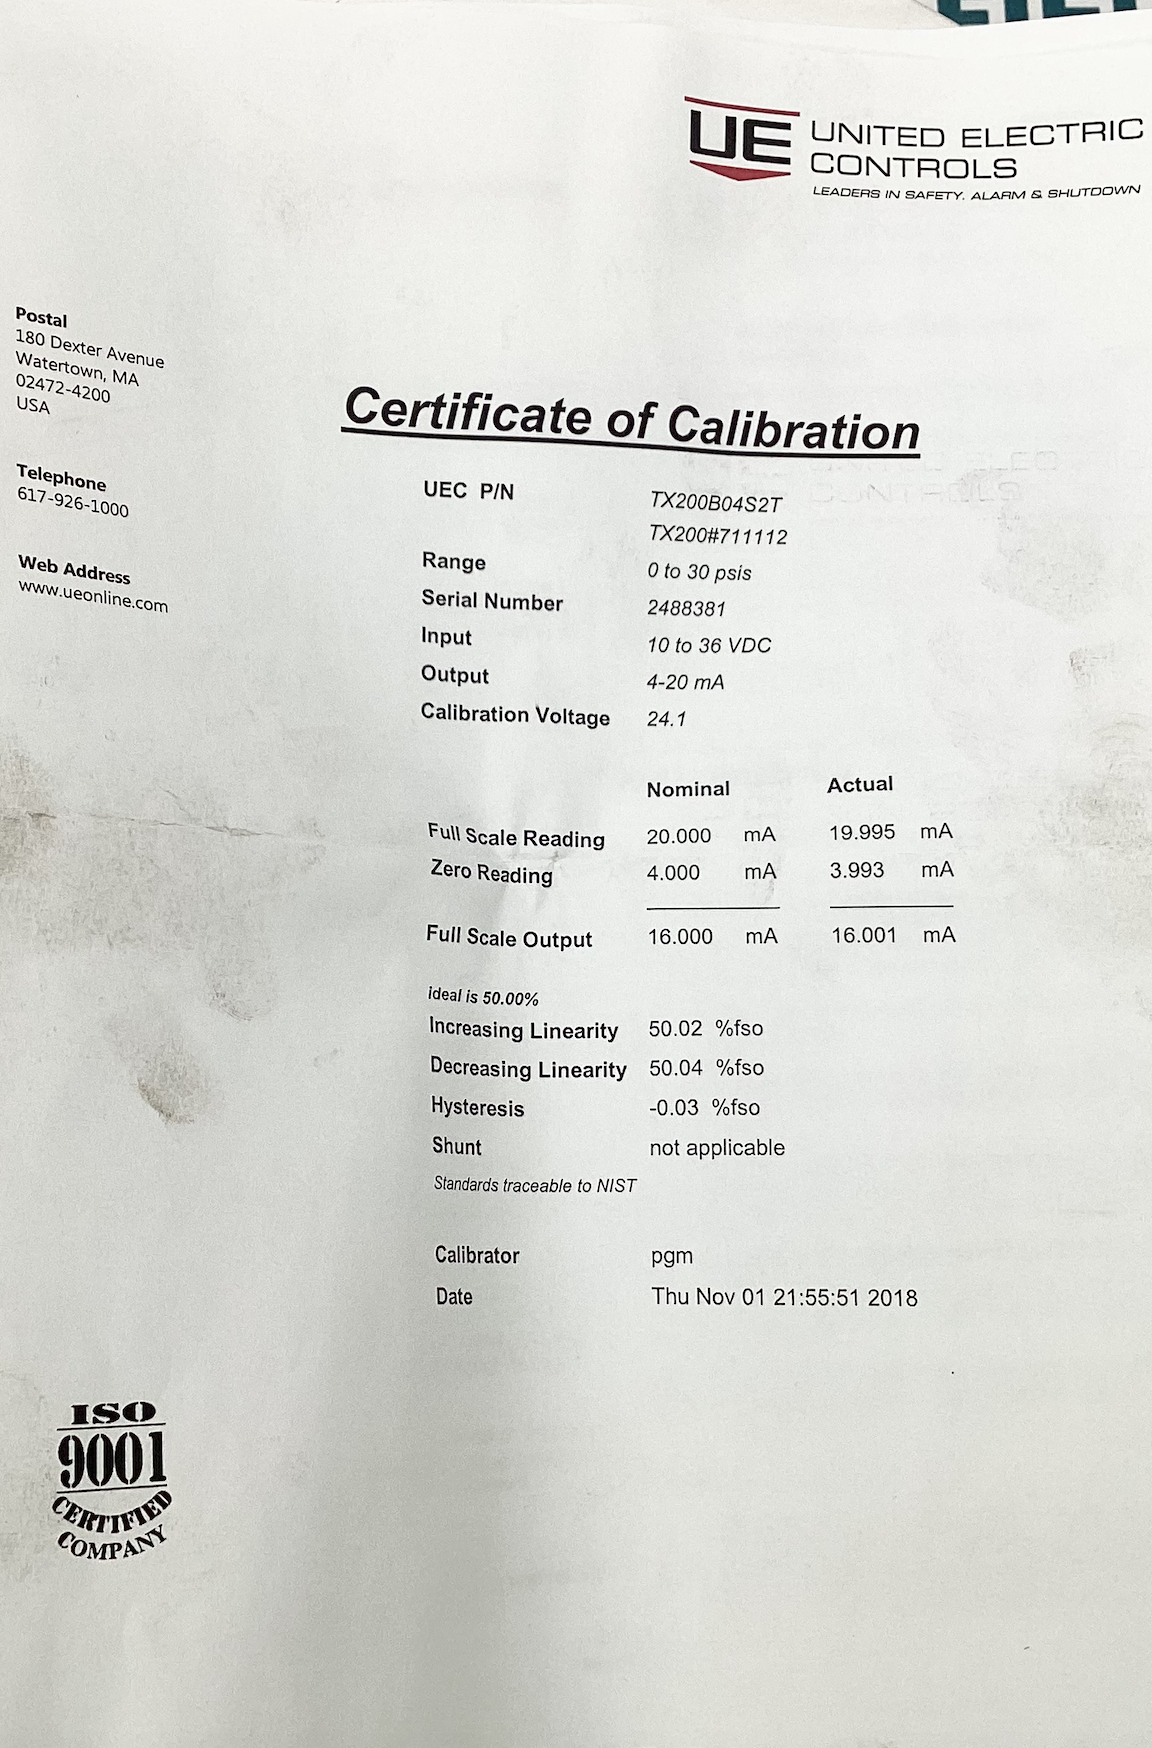 UE UNITED ELECTRIC
CONTROLS
LEADERS IN SAFETY, ALARM & SHUTDOWN
Postal
180 Dexter Avenue
Watertown, MA
02472-4200
USA
Telephone
617-926-1000
Web Address
www.ueonline.com
Certificate of Calibration
UEC P/N TX200B04S2T
TX200#711112
Range 0 to 30 psis
Serial Number 2488381
Input 10 to 36 VDC
Output 4-20 mA
Calibration Voltage 24.1
Nominal Actual
Full Scale Reading 20.000 mA 19.995 mA
Zero Reading 4.000 mA 3.993 mA
Full Scale Output 16.000 mA 16.001 mA
ideal is 50.00%
Increasing Linearity 50.02 %fso
Decreasing Linearity 50.04 %fso
Hysteresis -0.03 %fso
Shunt not applicable
Standards traceable to NIST
Calibrator pgm
Date Thu Nov 01 21:55:51 2018
ISO
9001
CERTIFIED
COMPANY